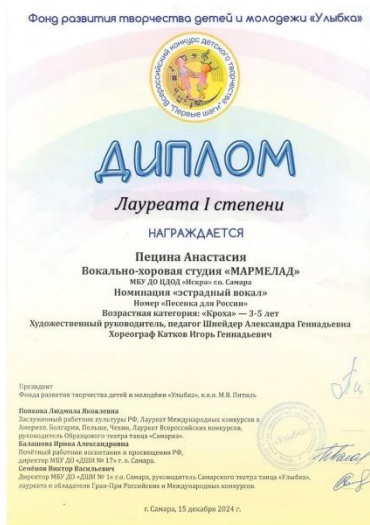 Фонд развития творчества детей и молодежи «Улыбка»
Всероссийский конкурс детского творчества "Первые шаги"
ДИПЛОМ
Лауреата I степени
НАГРАЖДАЕТСЯ
Пецина Анастасия
Вокально-хоровая студия «МАРМЕЛАД»
МБУ ДО ЦДОД «Искра» г.о. Самара
Номинация «эстрадный вокал»
Номер «Песенка для России»
Возрастная категория: «Кроха» — 3-5 лет
Художественный руководитель, педагог Шнейдер Александра Геннадьевна
Хореограф Катков Игорь Геннадьевич
Президент
Фонда развития творчества детей и молодёжи «Улыбка», к.п.н. М.В. Питаль
Попкова Людмила Яковлевна
Заслуженный работник культуры РФ, Лауреат Международных конкурсов в
Америке, Болгарии, Польше, Чехии, Лауреат Всероссийских конкурсов,
руководитель Образцового театра танца «Самарка».
Балашова Ирина Александровна
Почётный работник воспитания и просвещения РФ,
директор МБУ ДО «ДШИ № 17» г. о. Самара.
Семёнов Виктор Васильевич
Директор МБУ ДО «ДШИ № 1» г.о. Самара, руководитель Самарского театра танца «Улыбка»,
лауреата и обладателя Гран-При Российских и Международных конкурсов.
«Улыбка»
г. Самара, 15 декабря 2024 г.